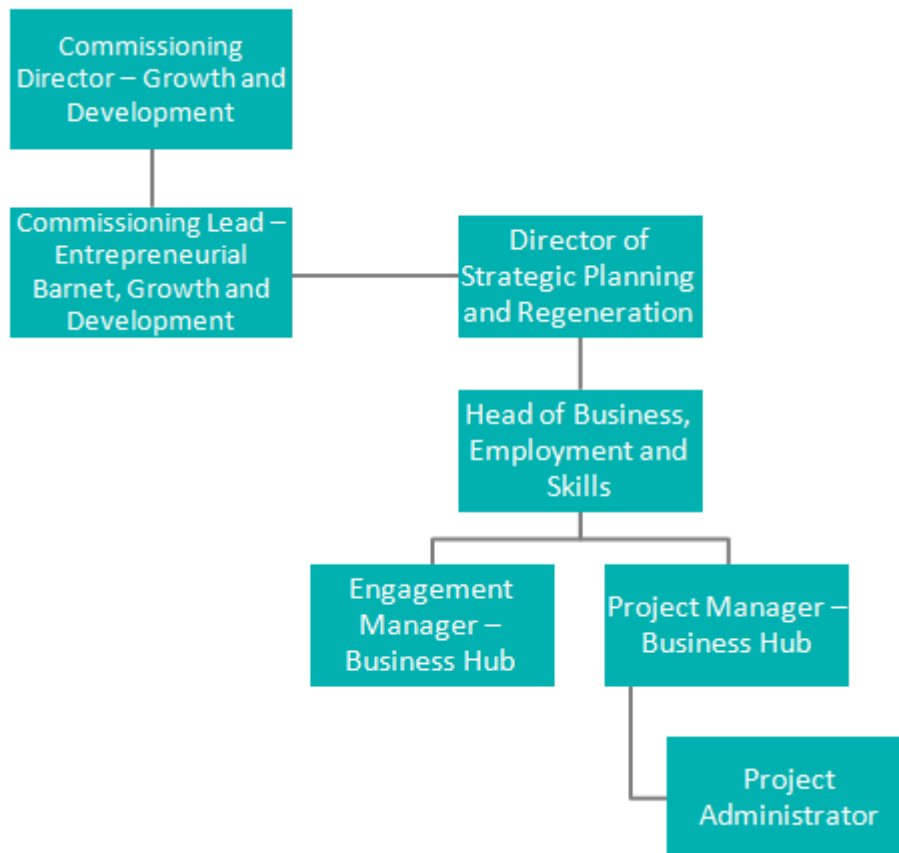 Commissioning
Director – Growth and
Development
Commissioning Lead –
Entrepreneurial
Barnet, Growth and
Development
Director of
Strategic Planning
and Regeneration
Head of Business,
Employment and
Skills
Engagement
Manager –
Business Hub
Project Manager –
Business Hub
Project
Administrator